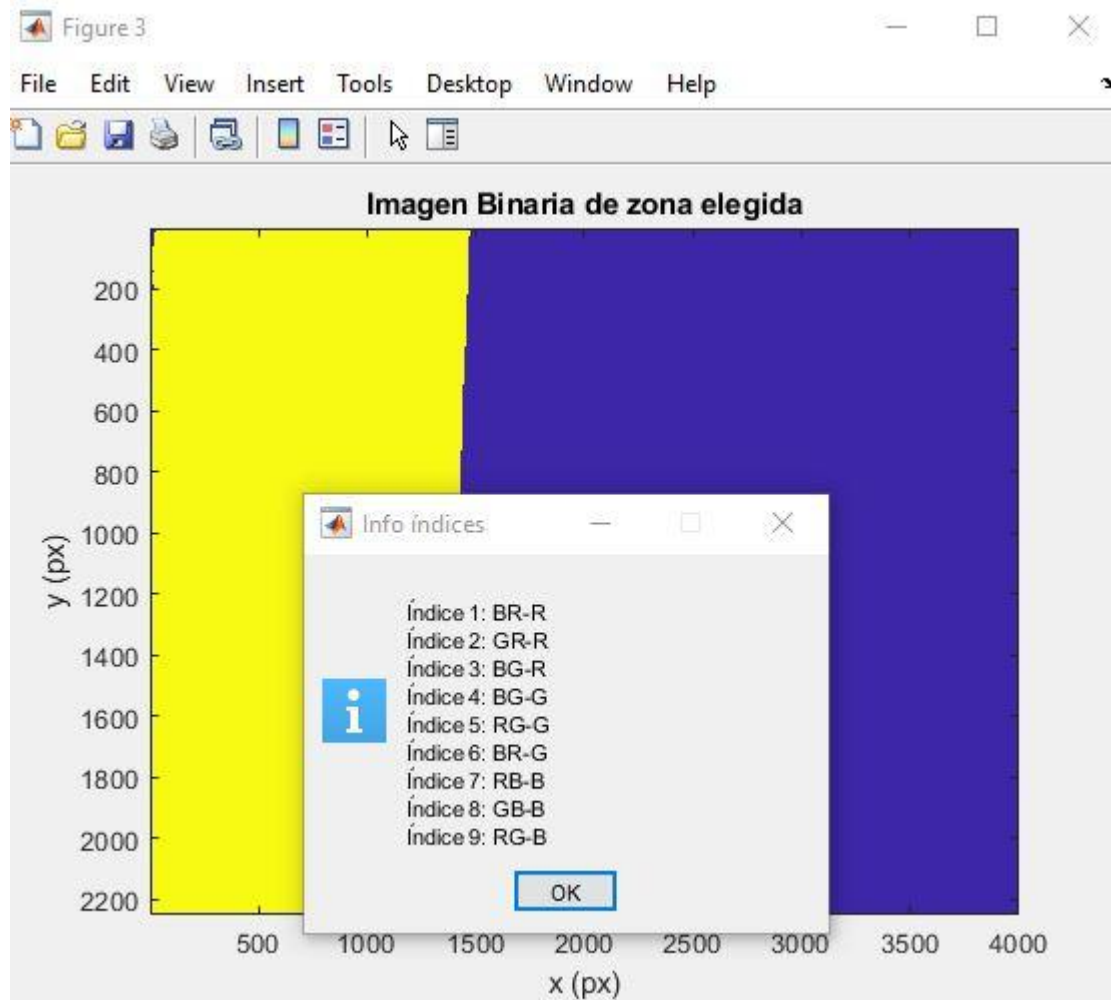 Figure 3
File Edit View Insert Tools Desktop Window Help
Imagen Binaria de zona elegida
200
400
600
800
1000
1200
1400
1600
1800
2000
2200
y (px)
Info índices
Índice 1: BR-R
Índice 2: GR-R
Índice 3: BG-R
Índice 4: BG-G
Índice 5: RG-G
Índice 6: BR-G
Índice 7: RB-B
Índice 8: GB-B
Índice 9: RG-B
OK
500 1000 1500 2000 2500 3000 3500 4000
x (px)